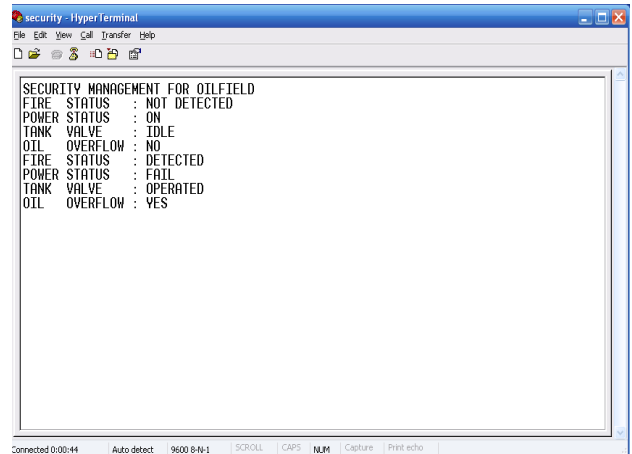 security - HyperTerminal
File Edit View Call Transfer Help
SECURITY MANAGEMENT FOR OILFIELD
FIRE STATUS : NOT DETECTED
POWER STATUS : ON
TANK VALVE : IDLE
OIL OVERFLOW : NO
FIRE STATUS : DETECTED
POWER STATUS : FAIL
TANK VALVE : OPERATED
OIL OVERFLOW : YES
Connected 0:00:44 Auto detect 9600 8-N-1 SCROLL CAPS NUM Capture Print echo